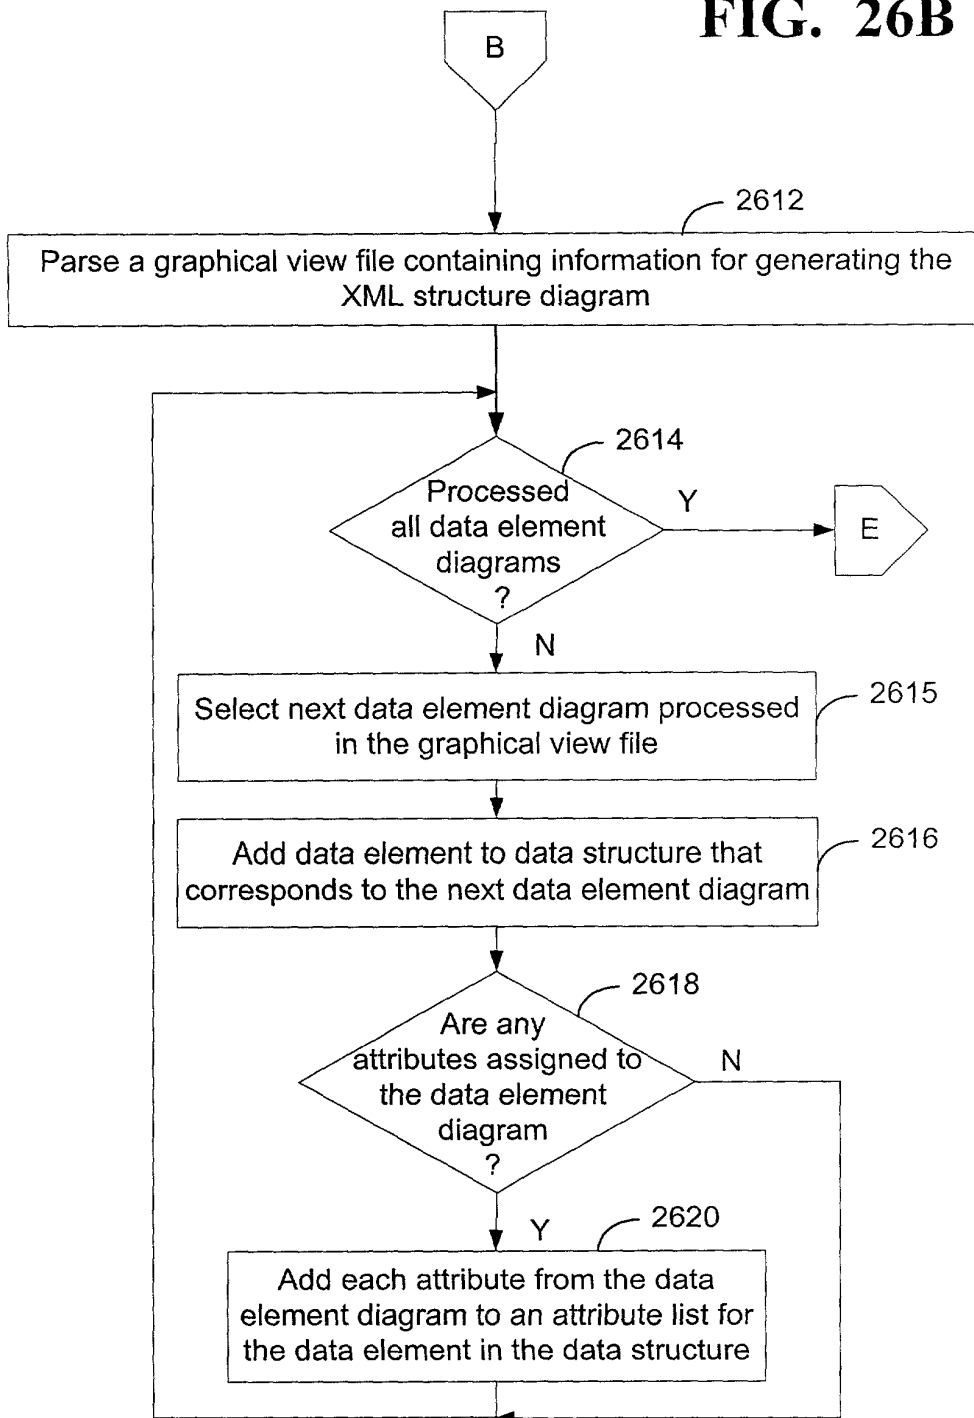 FIG. 26B
B
2612
Parse a graphical view file containing information for generating the
XML structure diagram
2614
Processed
all data element
diagrams
?
Y
E
N
2615
Select next data element diagram processed
in the graphical view file
2616
Add data element to data structure that
corresponds to the next data element diagram
2618
Are any
attributes assigned to
the data element
diagram
?
N
Y
2620
Add each attribute from the data
element diagram to an attribute list for
the data element in the data structure